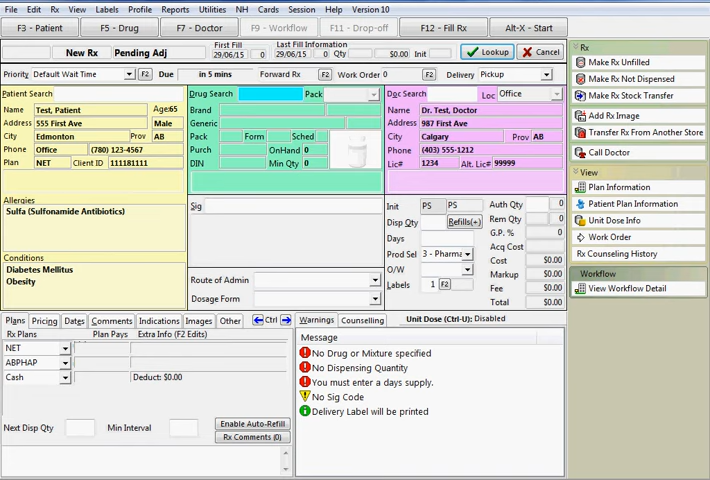 File Edit Rx View Labels Profile Reports Utilities NH Cards Session Help Version 10
F3 - Patient F5 - Drug F7 - Doctor F9 - Workflow F11 - Drop-off F12 - Fill Rx Alt-X - Start
New Rx Pending Adj First Fill 29/06/15 0 Last Fill Information 29/06/15 0 Qty $0.00 Init Lookup Cancel
Priority Default Wait Time F2 Due in 5 mins Forward Rx F2 Work Order 0 F2 Delivery Pickup
Patient Search
Name Test, Patient Age:65
Address 555 First Ave Male
City Edmonton Prov AB
Phone Office (780) 123-4567
Plan NET Client ID 111181111
Allergies
Sulfa (Sulfonamide Antibiotics)
Conditions
Diabetes Mellitus
Obesity
Drug Search Pack
Brand
Generic
Pack Form Sched
Purch OnHand 0
DIN Min Qty 0
Doc Search Loc Office
Name Dr. Test, Doctor
Address 987 First Ave
City Calgary Prov AB
Phone (403) 555-1212
Lic# 1234 Alt. Lic# 99999
Sig
Route of Admin
Dosage Form
Init PS PS
Disp Qty Refills(+)
Days
Prod Sel 3 - Pharma
O/W
Labels 1 F2
Auth Qty 0
Rem Qty 0
G.P. % 0
Acq Cost
Cost $0.00
Markup $0.00
Fee $0.00
Total $0.00
Plans Pricing Dates Comments Indications Images Other Ctrl
Rx Plans Plan Pays Extra Info (F2 Edits)
NET
ABPHAP
Cash Deduct: $0.00
Next Disp Qty Min Interval Enable Auto-Refill
Rx Comments (0)
Warnings Counselling Unit Dose (Ctrl-U): Disabled
Message
No Drug or Mixture specified
No Dispensing Quantity
You must enter a days supply.
No Sig Code
Delivery Label will be printed
Rx
Make Rx Unfilled
Make Rx Not Dispensed
Make Rx Stock Transfer
Add Rx Image
Transfer Rx From Another Store
Call Doctor
View
Plan Information
Patient Plan Information
Unit Dose Info
Work Order
Rx Counseling History
Workflow
View Workflow Detail